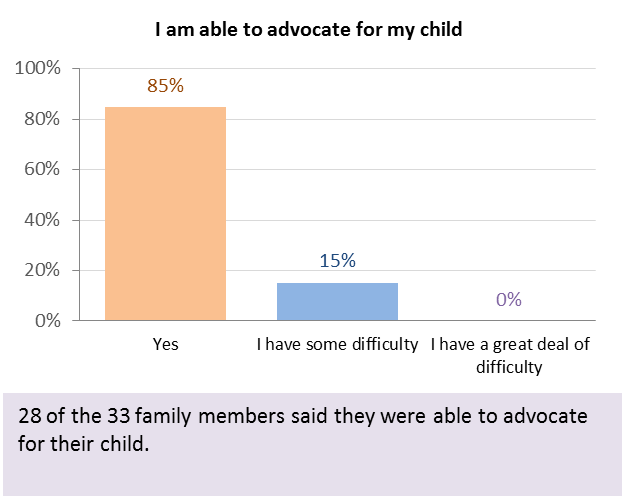 I am able to advocate for my child
100%
80%
60%
40%
20%
0%
85%
15%
0%
Yes
I have some difficulty
I have a great deal of
difficulty
28 of the 33 family members said they were able to advocate
for their child.